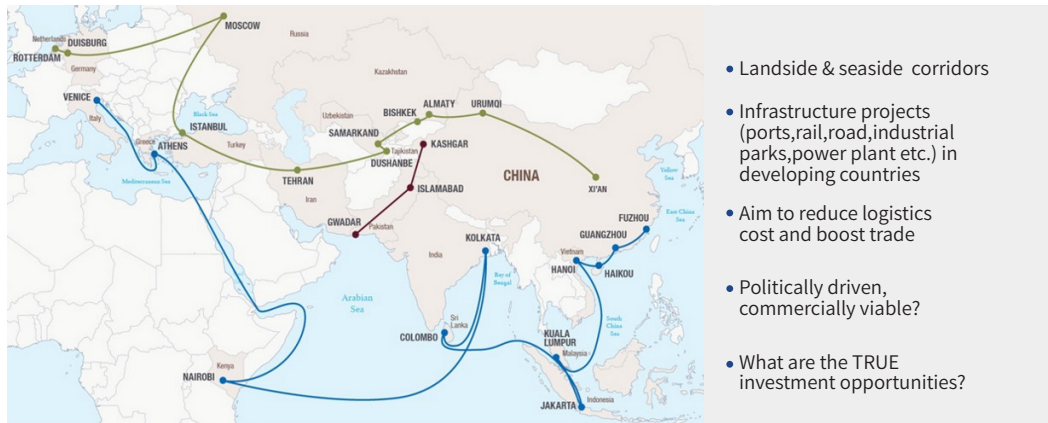 MOSCOW
Russia
Netherlands
DUISBURG
ROTTERDAM
Germany
Kazakhstan
VENICE
ALMATY
URUMQI
BISHKEK
Black Sea
Italy
Uzbekistan
ISTANBUL
SAMARKAND
KASHGAR
Greece
ATHENS
Turkey
Tajikistan
DUSHANBE
CHINA
Yellow
Sea
Mediterranean Sea
TEHRAN
ISLAMABAD
XI'AN
Iran
FUZHOU
East China
Sea
GWADAR
Pakistan
KOLKATA
GUANGZHOU
India
Vietnam
HANOI
HAIKOU
Bay of
Bengal
Arabian
Sea
Sri
Lanka
South
China Sea
COLOMBO
KUALA
LUMPUR
Malaysia
Kenya
NAIROBI
JAKARTA
Indonesia
• Landside & seaside corridors
• Infrastructure projects
(ports,rail,road,industrial
parks,power plant etc.) in
developing countries
• Aim to reduce logistics
cost and boost trade
• Politically driven,
commercially viable?
• What are the TRUE
investment opportunities?